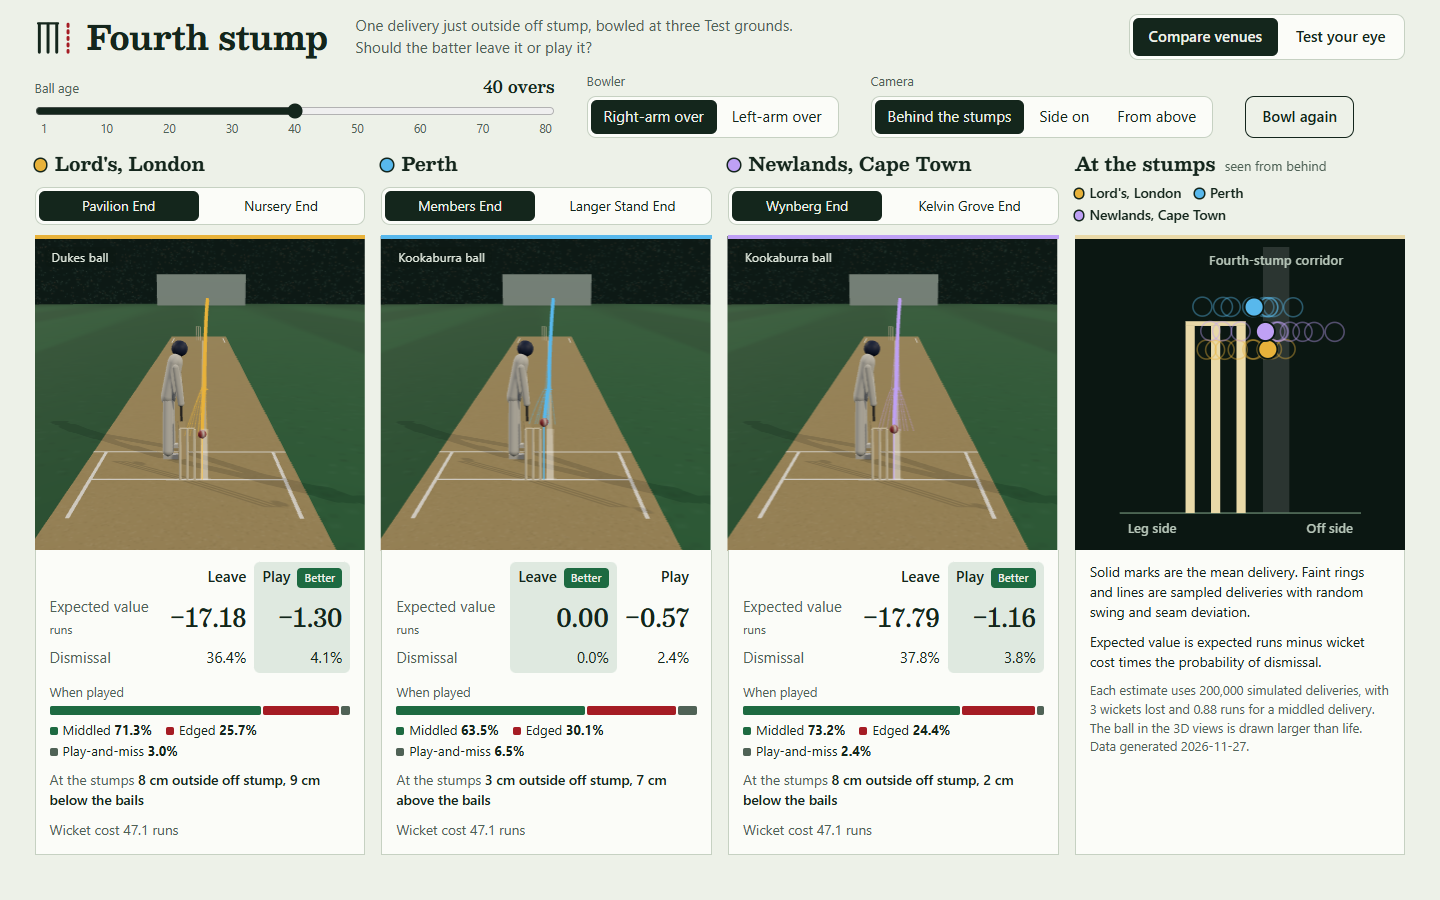 Fourth stump
One delivery just outside off stump, bowled at three Test grounds.
Should the batter leave it or play it?
Compare venues
Test your eye
Ball age
40 overs
1 10 20 30 40 50 60 70 80
Bowler
Right-arm over
Left-arm over
Camera
Behind the stumps
Side on
From above
Bowl again
Lord's, London
Pavilion End
Nursery End
Dukes ball
Leave
Play Better
Expected value
runs
−17.18
−1.30
Dismissal
36.4%
4.1%
When played
Middled 71.3% Edged 25.7%
Play-and-miss 3.0%
At the stumps 8 cm outside off stump, 9 cm
below the bails
Wicket cost 47.1 runs
Perth
Members End
Langer Stand End
Kookaburra ball
Leave Better
Play
Expected value
runs
0.00
−0.57
Dismissal
0.0%
2.4%
When played
Middled 63.5% Edged 30.1%
Play-and-miss 6.5%
At the stumps 3 cm outside off stump, 7 cm
above the bails
Wicket cost 47.1 runs
Newlands, Cape Town
Wynberg End
Kelvin Grove End
Kookaburra ball
Leave
Play Better
Expected value
runs
−17.79
−1.16
Dismissal
37.8%
3.8%
When played
Middled 73.2% Edged 24.4%
Play-and-miss 2.4%
At the stumps 8 cm outside off stump, 2 cm
below the bails
Wicket cost 47.1 runs
At the stumps seen from behind
Lord's, London Perth
Newlands, Cape Town
Fourth-stump corridor
Leg side
Off side
Solid marks are the mean delivery. Faint rings
and lines are sampled deliveries with random
swing and seam deviation.
Expected value is expected runs minus wicket
cost times the probability of dismissal.
Each estimate uses 200,000 simulated deliveries, with
3 wickets lost and 0.88 runs for a middled delivery.
The ball in the 3D views is drawn larger than life.
Data generated 2026-11-27.